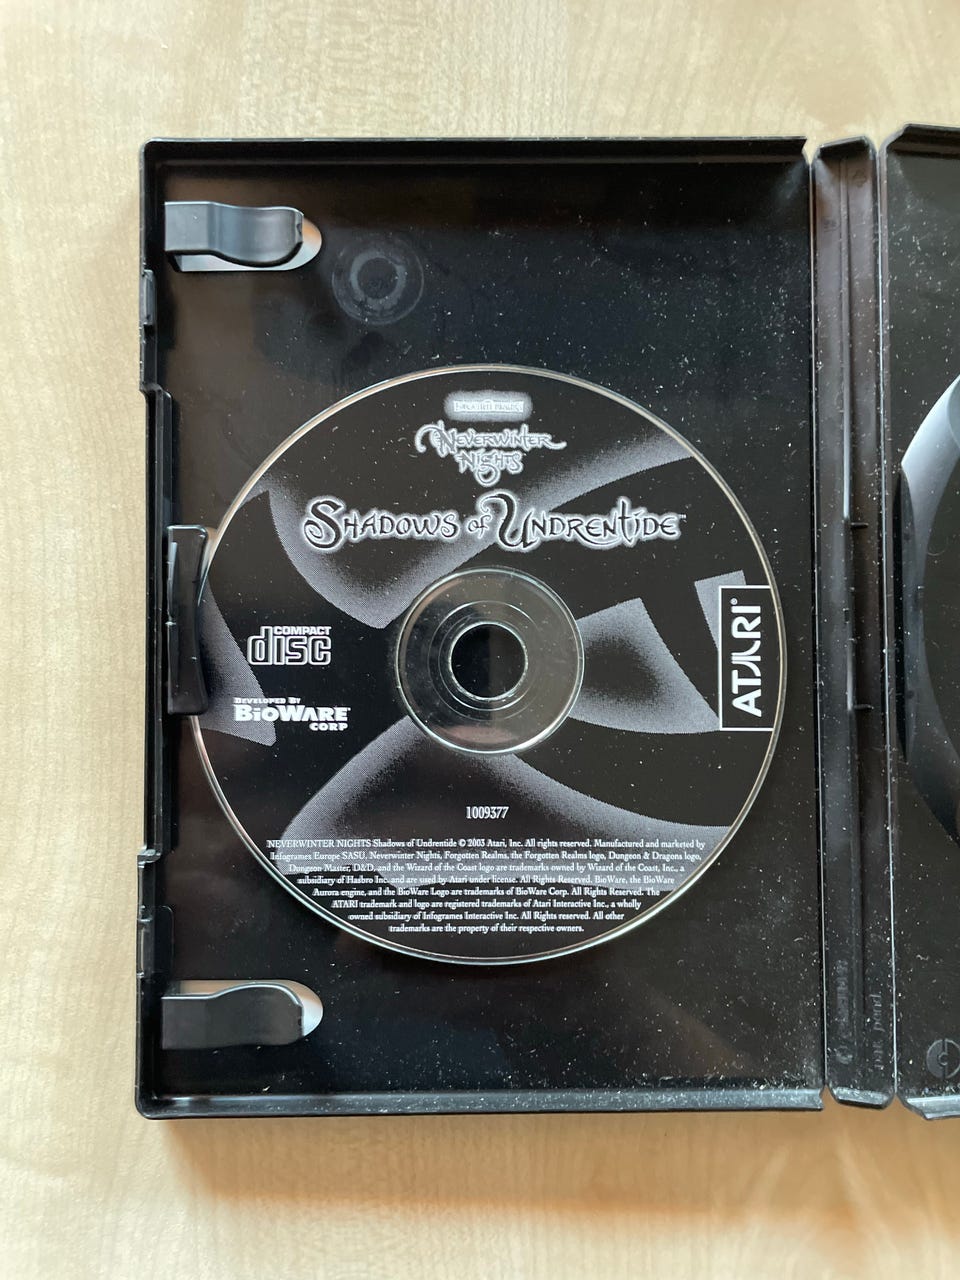 FORGOTTEN REALMS
NEVERWINTER
NIGHTS
SHADOWS of UNDRENTIDE™
COMPACT
disc
ATARI®
DEVELOPED BY
BIOWARE
CORP
1009377
NEVERWINTER NIGHTS Shadows of Undrentide © 2003 Atari, Inc. All rights reserved. Manufactured and marketed by
Infogrames Europe SASU. Neverwinter Nights, Forgotten Realms, the Forgotten Realms logo, Dungeon & Dragons logo,
Dungeon Master, D&D, and the Wizard of the Coast logo are trademarks owned by Wizard of the Coast, Inc., a
subsidiary of Hasbro Inc. and are used by Atari under license. All Rights Reserved. BioWare, the BioWare
Aurora engine, and the BioWare Logo are trademarks of BioWare Corp. All Rights Reserved. The
ATARI trademark and logo are registered trademarks of Atari Interactive Inc., a wholly
owned subsidiary of Infogrames Interactive Inc. All Rights reserved. All other
trademarks are the property of their respective owners.
pat. pend.